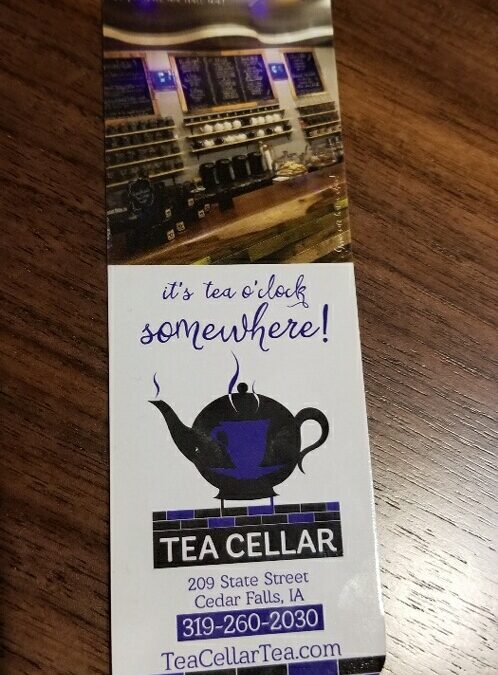 it's tea o'clock
somewhere!
TEA CELLAR
209 State Street
Cedar Falls, IA
319-260-2030
TeaCellarTea.com